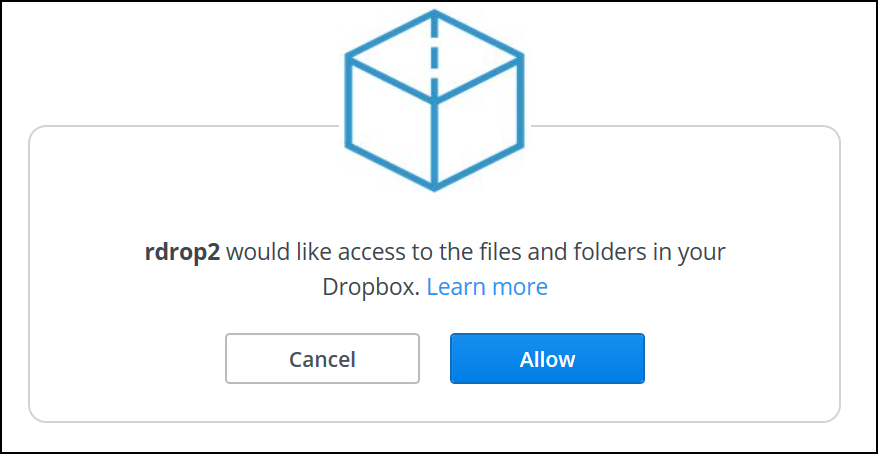 rdrop2 would like access to the files and folders in your
Dropbox. Learn more
Cancel
Allow